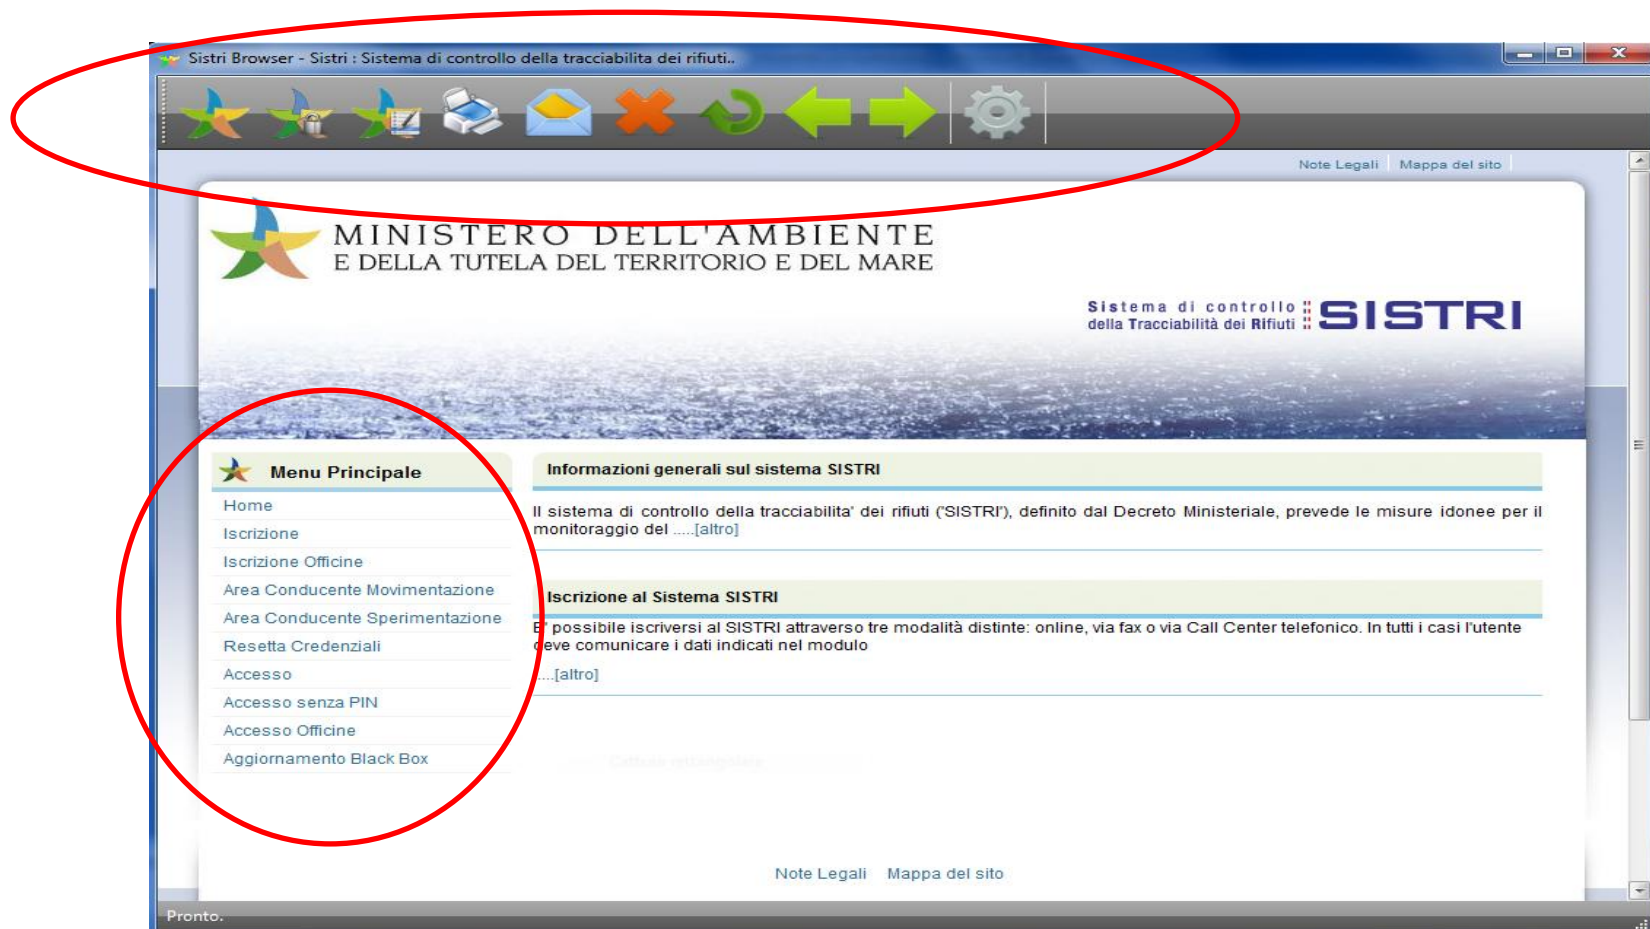 Sistri Browser - Sistri : Sistema di controllo della tracciabilita dei rifiuti..
Note Legali Mappa del sito
MINISTERO DELL'AMBIENTE
E DELLA TUTELA DEL TERRITORIO E DEL MARE
Sistema di controllo
della Tracciabilità dei Rifiuti
SISTRI
Menu Principale
Home
Iscrizione
Iscrizione Officine
Area Conducente Movimentazione
Area Conducente Sperimentazione
Resetta Credenziali
Accesso
Accesso senza PIN
Accesso Officine
Aggiornamento Black Box
Informazioni generali sul sistema SISTRI
Il sistema di controllo della tracciabilita' dei rifiuti ('SISTRI'), definito dal Decreto Ministeriale, prevede le misure idonee per il
monitoraggio del .....[altro]
Iscrizione al Sistema SISTRI
E' possibile iscriversi al SISTRI attraverso tre modalità distinte: online, via fax o via Call Center telefonico. In tutti i casi l'utente
deve comunicare i dati indicati nel modulo
....[altro]
Note Legali Mappa del sito
Pronto.